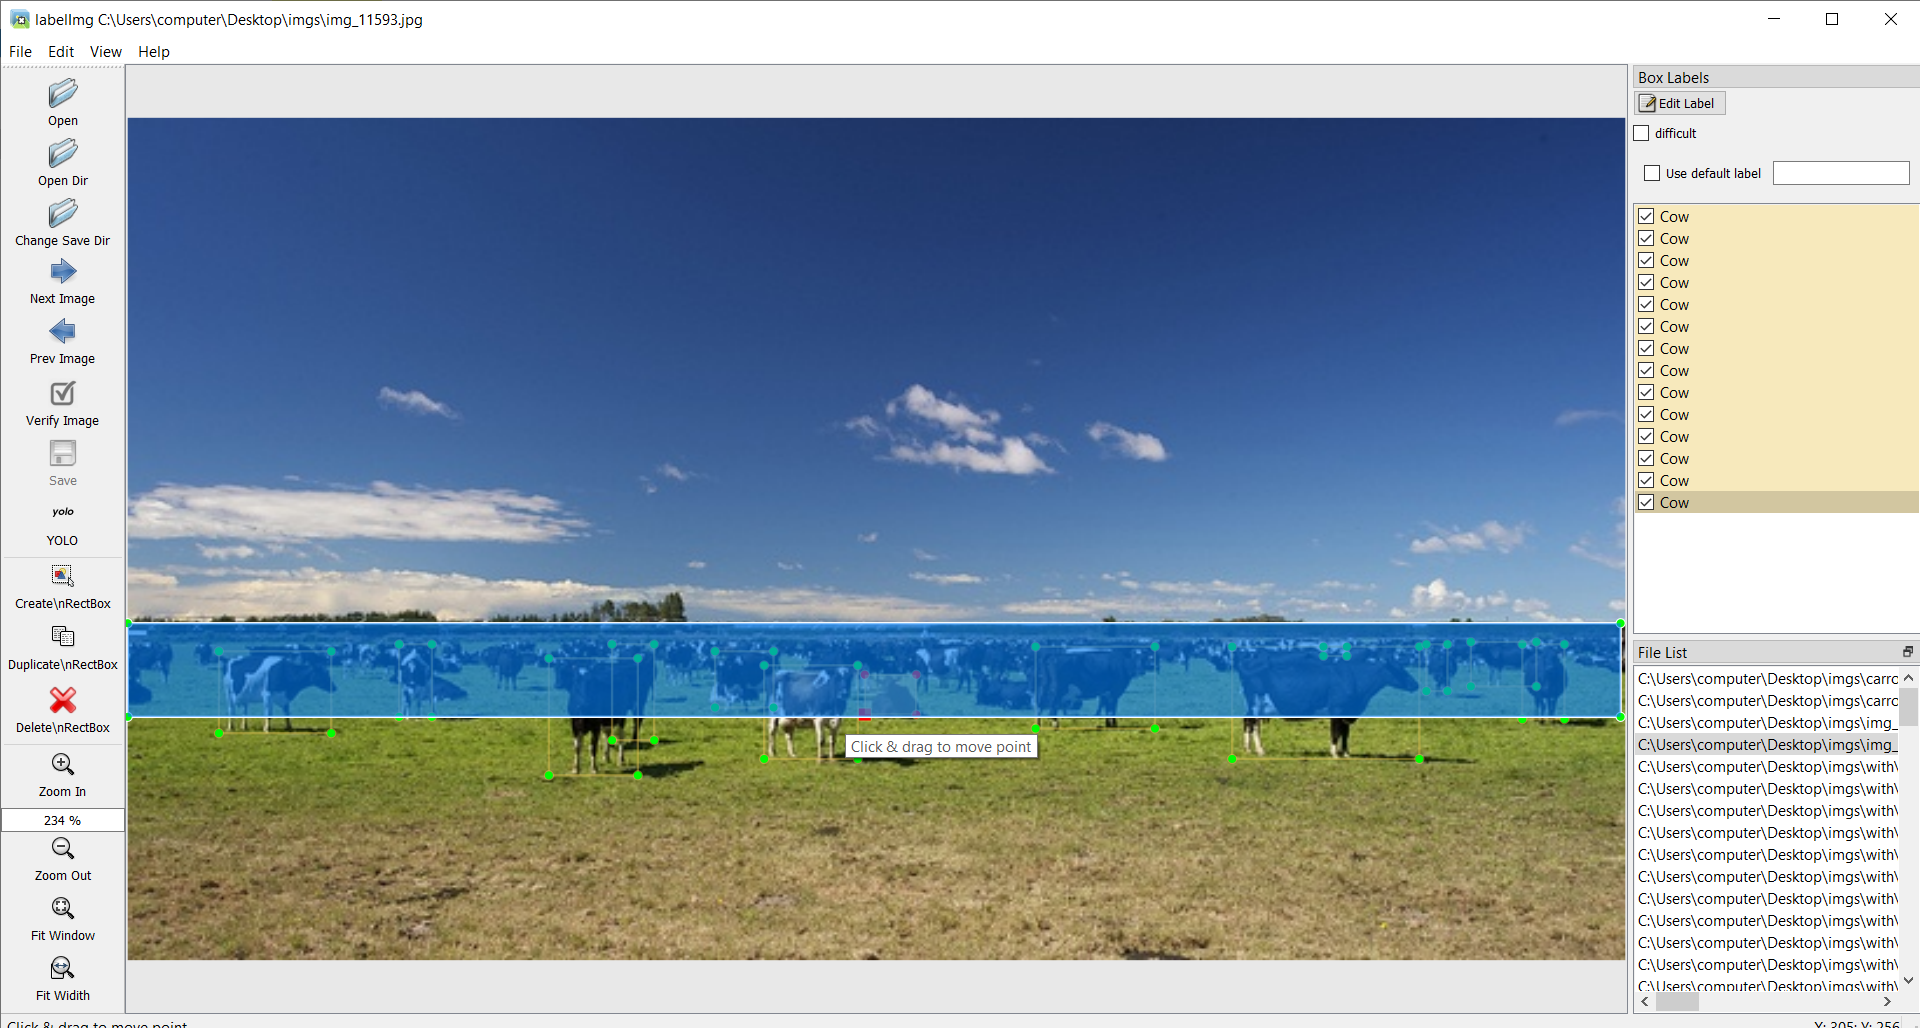 labelImg C:\Users\computer\Desktop\imgs\img_11593.jpg
File Edit View Help
Open
Open Dir
Change Save Dir
Next Image
Prev Image
Verify Image
Save
yolo
YOLO
Create\nRectBox
Duplicate\nRectBox
Delete\nRectBox
Zoom In
234 %
Zoom Out
Fit Window
Fit Width
Click & drag to move point
Click & drag to move point
Box Labels
Edit Label
difficult
Use default label
Cow
Cow
Cow
Cow
Cow
Cow
Cow
Cow
Cow
Cow
Cow
Cow
Cow
Cow
File List
C:\Users\computer\Desktop\imgs\carrc
C:\Users\computer\Desktop\imgs\carrc
C:\Users\computer\Desktop\imgs\img_
C:\Users\computer\Desktop\imgs\img_
C:\Users\computer\Desktop\imgs\with\
C:\Users\computer\Desktop\imgs\with\
C:\Users\computer\Desktop\imgs\with\
C:\Users\computer\Desktop\imgs\with\
C:\Users\computer\Desktop\imgs\with\
C:\Users\computer\Desktop\imgs\with\
C:\Users\computer\Desktop\imgs\with\
C:\Users\computer\Desktop\imgs\with\
C:\Users\computer\Desktop\imgs\with\
C:\Users\computer\Desktop\imgs\with\
C:\Users\computer\Desktop\imgs\with\
X: 305; Y: 256